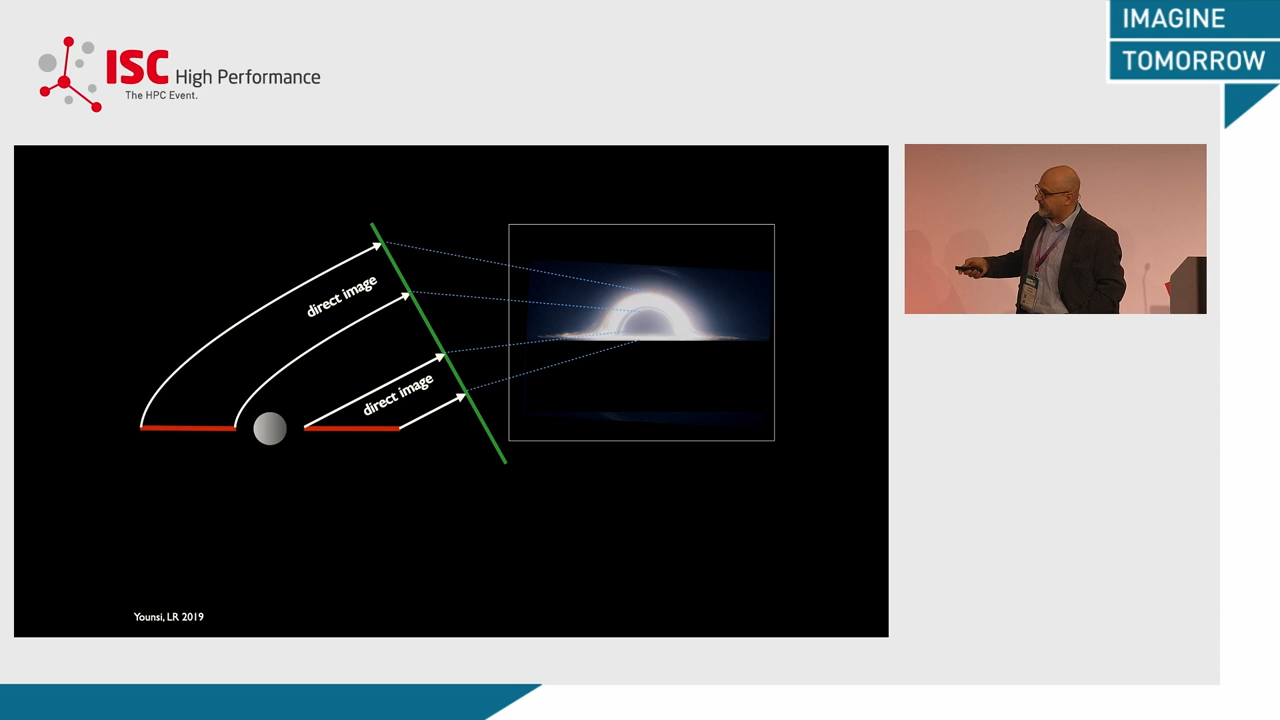 ISC High Performance
The HPC Event.
IMAGINE
TOMORROW
direct image
direct image
Younsi, LR 2019